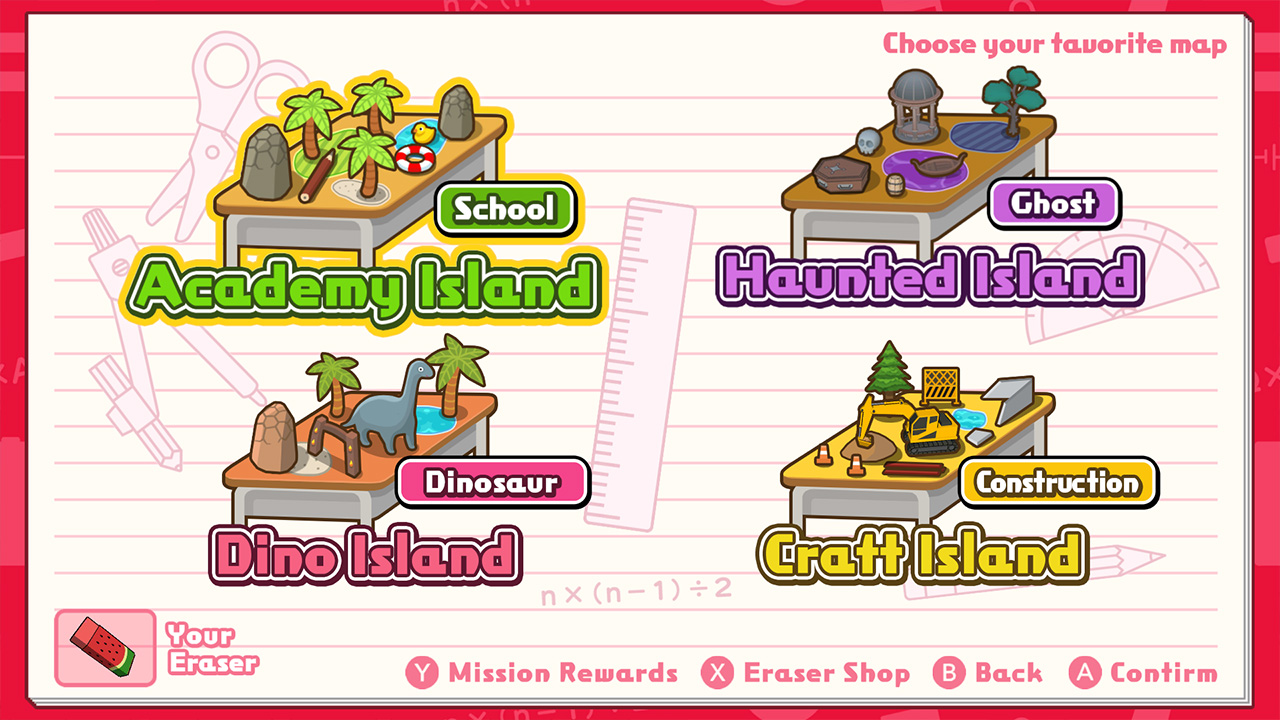 Choose your favorite map
School
Academy Island
Ghost
Haunted Island
Dinosaur
Dino Island
Construction
Craft Island
n×(n−1)÷2
Your
Eraser
Y Mission Rewards X Eraser Shop B Back A Confirm